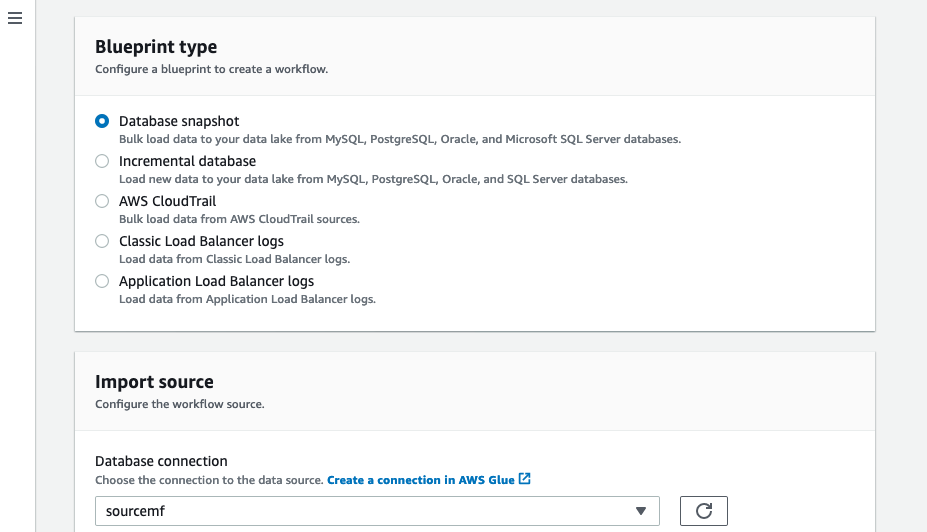 Blueprint type
Configure a blueprint to create a workflow.
Database snapshot
Bulk load data to your data lake from MySQL, PostgreSQL, Oracle, and Microsoft SQL Server databases.
Incremental database
Load new data to your data lake from MySQL, PostgreSQL, Oracle, and SQL Server databases.
AWS CloudTrail
Bulk load data from AWS CloudTrail sources.
Classic Load Balancer logs
Load data from Classic Load Balancer logs.
Application Load Balancer logs
Load data from Application Load Balancer logs.
Import source
Configure the workflow source.
Database connection
Choose the connection to the data source. Create a connection in AWS Glue
sourcemf